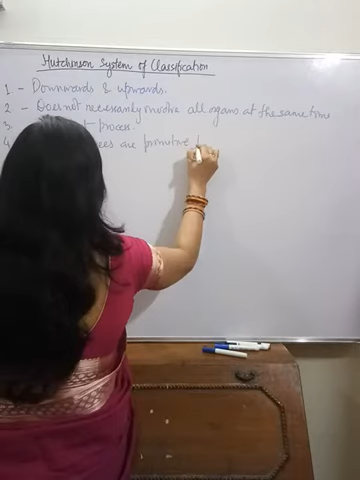 Hutchinson System of Classification
1 - Downwards & upwards.
2 - Does not necessarily involve all organs at the same time
3. process.
4 are primitive